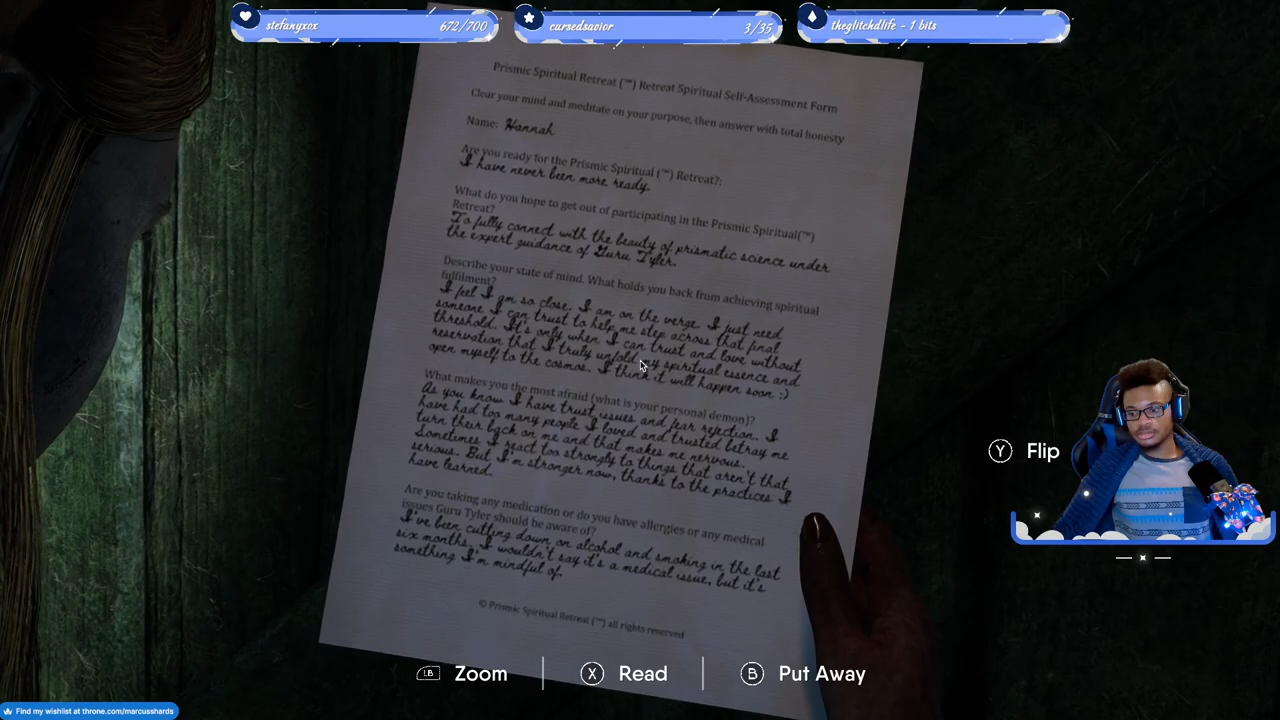 stefanyxox 672/700
cursedsavior 3/35
theglitchdlife - 1 bits
Prismic Spiritual Retreat (™) Retreat Spiritual Self-Assessment Form
Clear your mind and meditate on your purpose, then answer with total honesty
Name: Hannah
Are you ready for the Prismic Spiritual (™) Retreat?:
I have never been more ready.
What do you hope to get out of participating in the Prismic Spiritual(™)
Retreat?
To fully connect with the beauty of prismatic science under
the expert guidance of Guru Tyler.
Describe your state of mind. What holds you back from achieving spiritual
fulfilment?
I feel I am so close. I am on the verge. I just need
someone I can trust to help me step across that final
threshold. It's only when I can trust and love without
reservation that I truly unfold my spiritual essence and
open myself to the cosmos. I think it will happen soon :)
What makes you the most afraid (what is your personal demon)?
As you know I have trust issues and fear rejection. I
have had too many people I loved and trusted betray me
turn their back on me and that makes me nervous.
Sometimes I react too strongly to things that aren't that
serious. But I'm stronger now, thanks to the practices I
have learned.
Are you taking any medication or do you have allergies or any medical
issues Guru Tyler should be aware of?
I've been cutting down on alcohol and smoking in the last
six months. I wouldn't say it's a medical issue, but it's
something I'm mindful of.
© Prismic Spiritual Retreat (™) all rights reserved
Y Flip
LB Zoom X Read B Put Away
Find my wishlist at throne.com/marcusshards